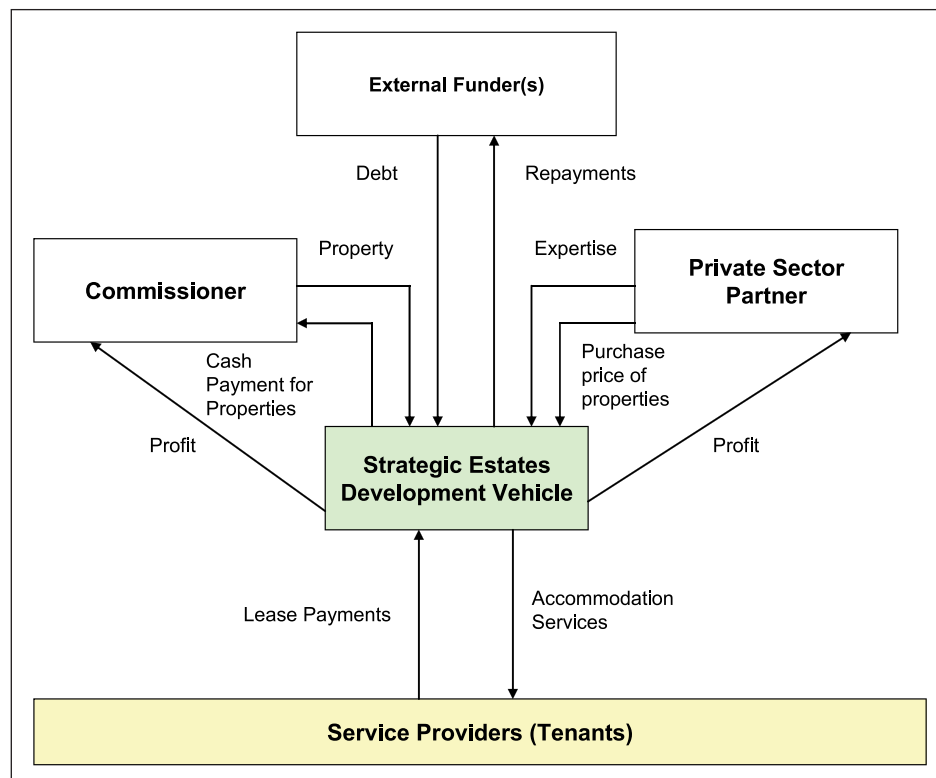 External Funder(s)
Debt
Repayments
Property
Expertise
Commissioner
Private Sector
Partner
Cash
Payment for
Properties
Purchase
price of
properties
Profit
Profit
Strategic Estates
Development Vehicle
Lease Payments
Accommodation
Services
Service Providers (Tenants)